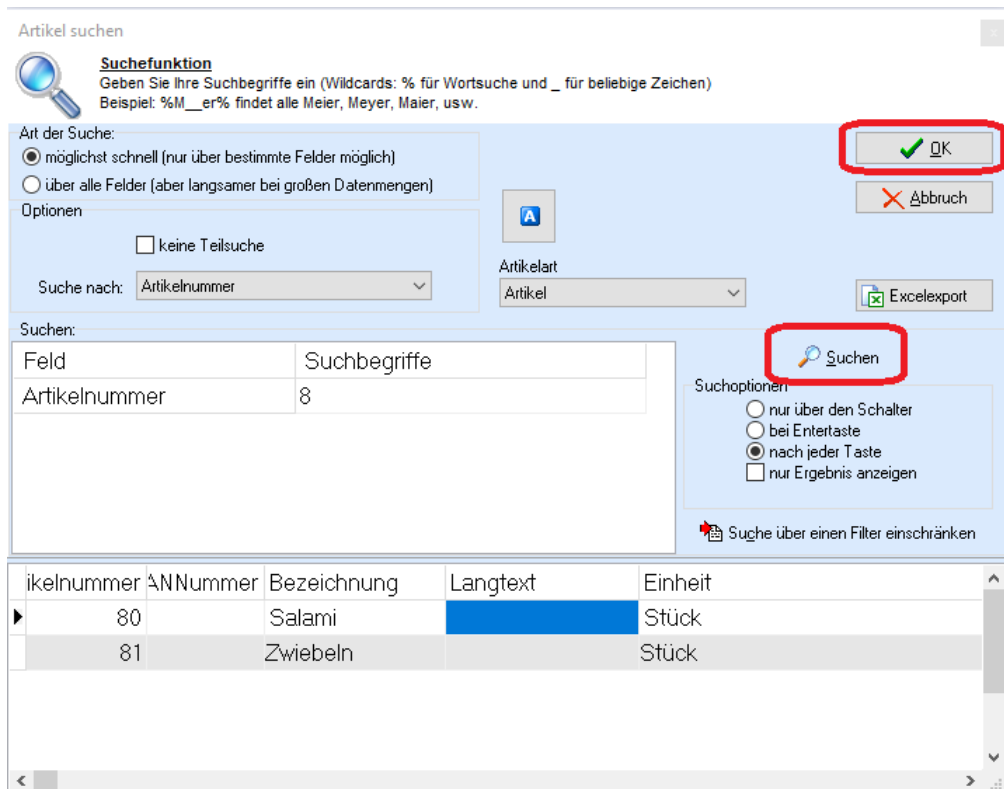 Artikel suchen
Suchefunktion
Geben Sie Ihre Suchbegriffe ein (Wildcards: % für Wortsuche und _ für beliebige Zeichen)
Beispiel: %M__er% findet alle Meier, Meyer, Maier, usw.
Art der Suche:
möglichst schnell (nur über bestimmte Felder möglich)
über alle Felder (aber langsamer bei großen Datenmengen)
OK
Abbruch
Optionen
keine Teilsuche
Suche nach: Artikelnummer
A
Artikelart
Artikel
Excelexport
Suchen:
Feld Suchbegriffe
Artikelnummer 8
Suchen
Suchoptionen
nur über den Schalter
bei Entertaste
nach jeder Taste
nur Ergebnis anzeigen
Suche über einen Filter einschränken
ikelnummer ANNummer Bezeichnung Langtext Einheit
80 Salami Stück
81 Zwiebeln Stück